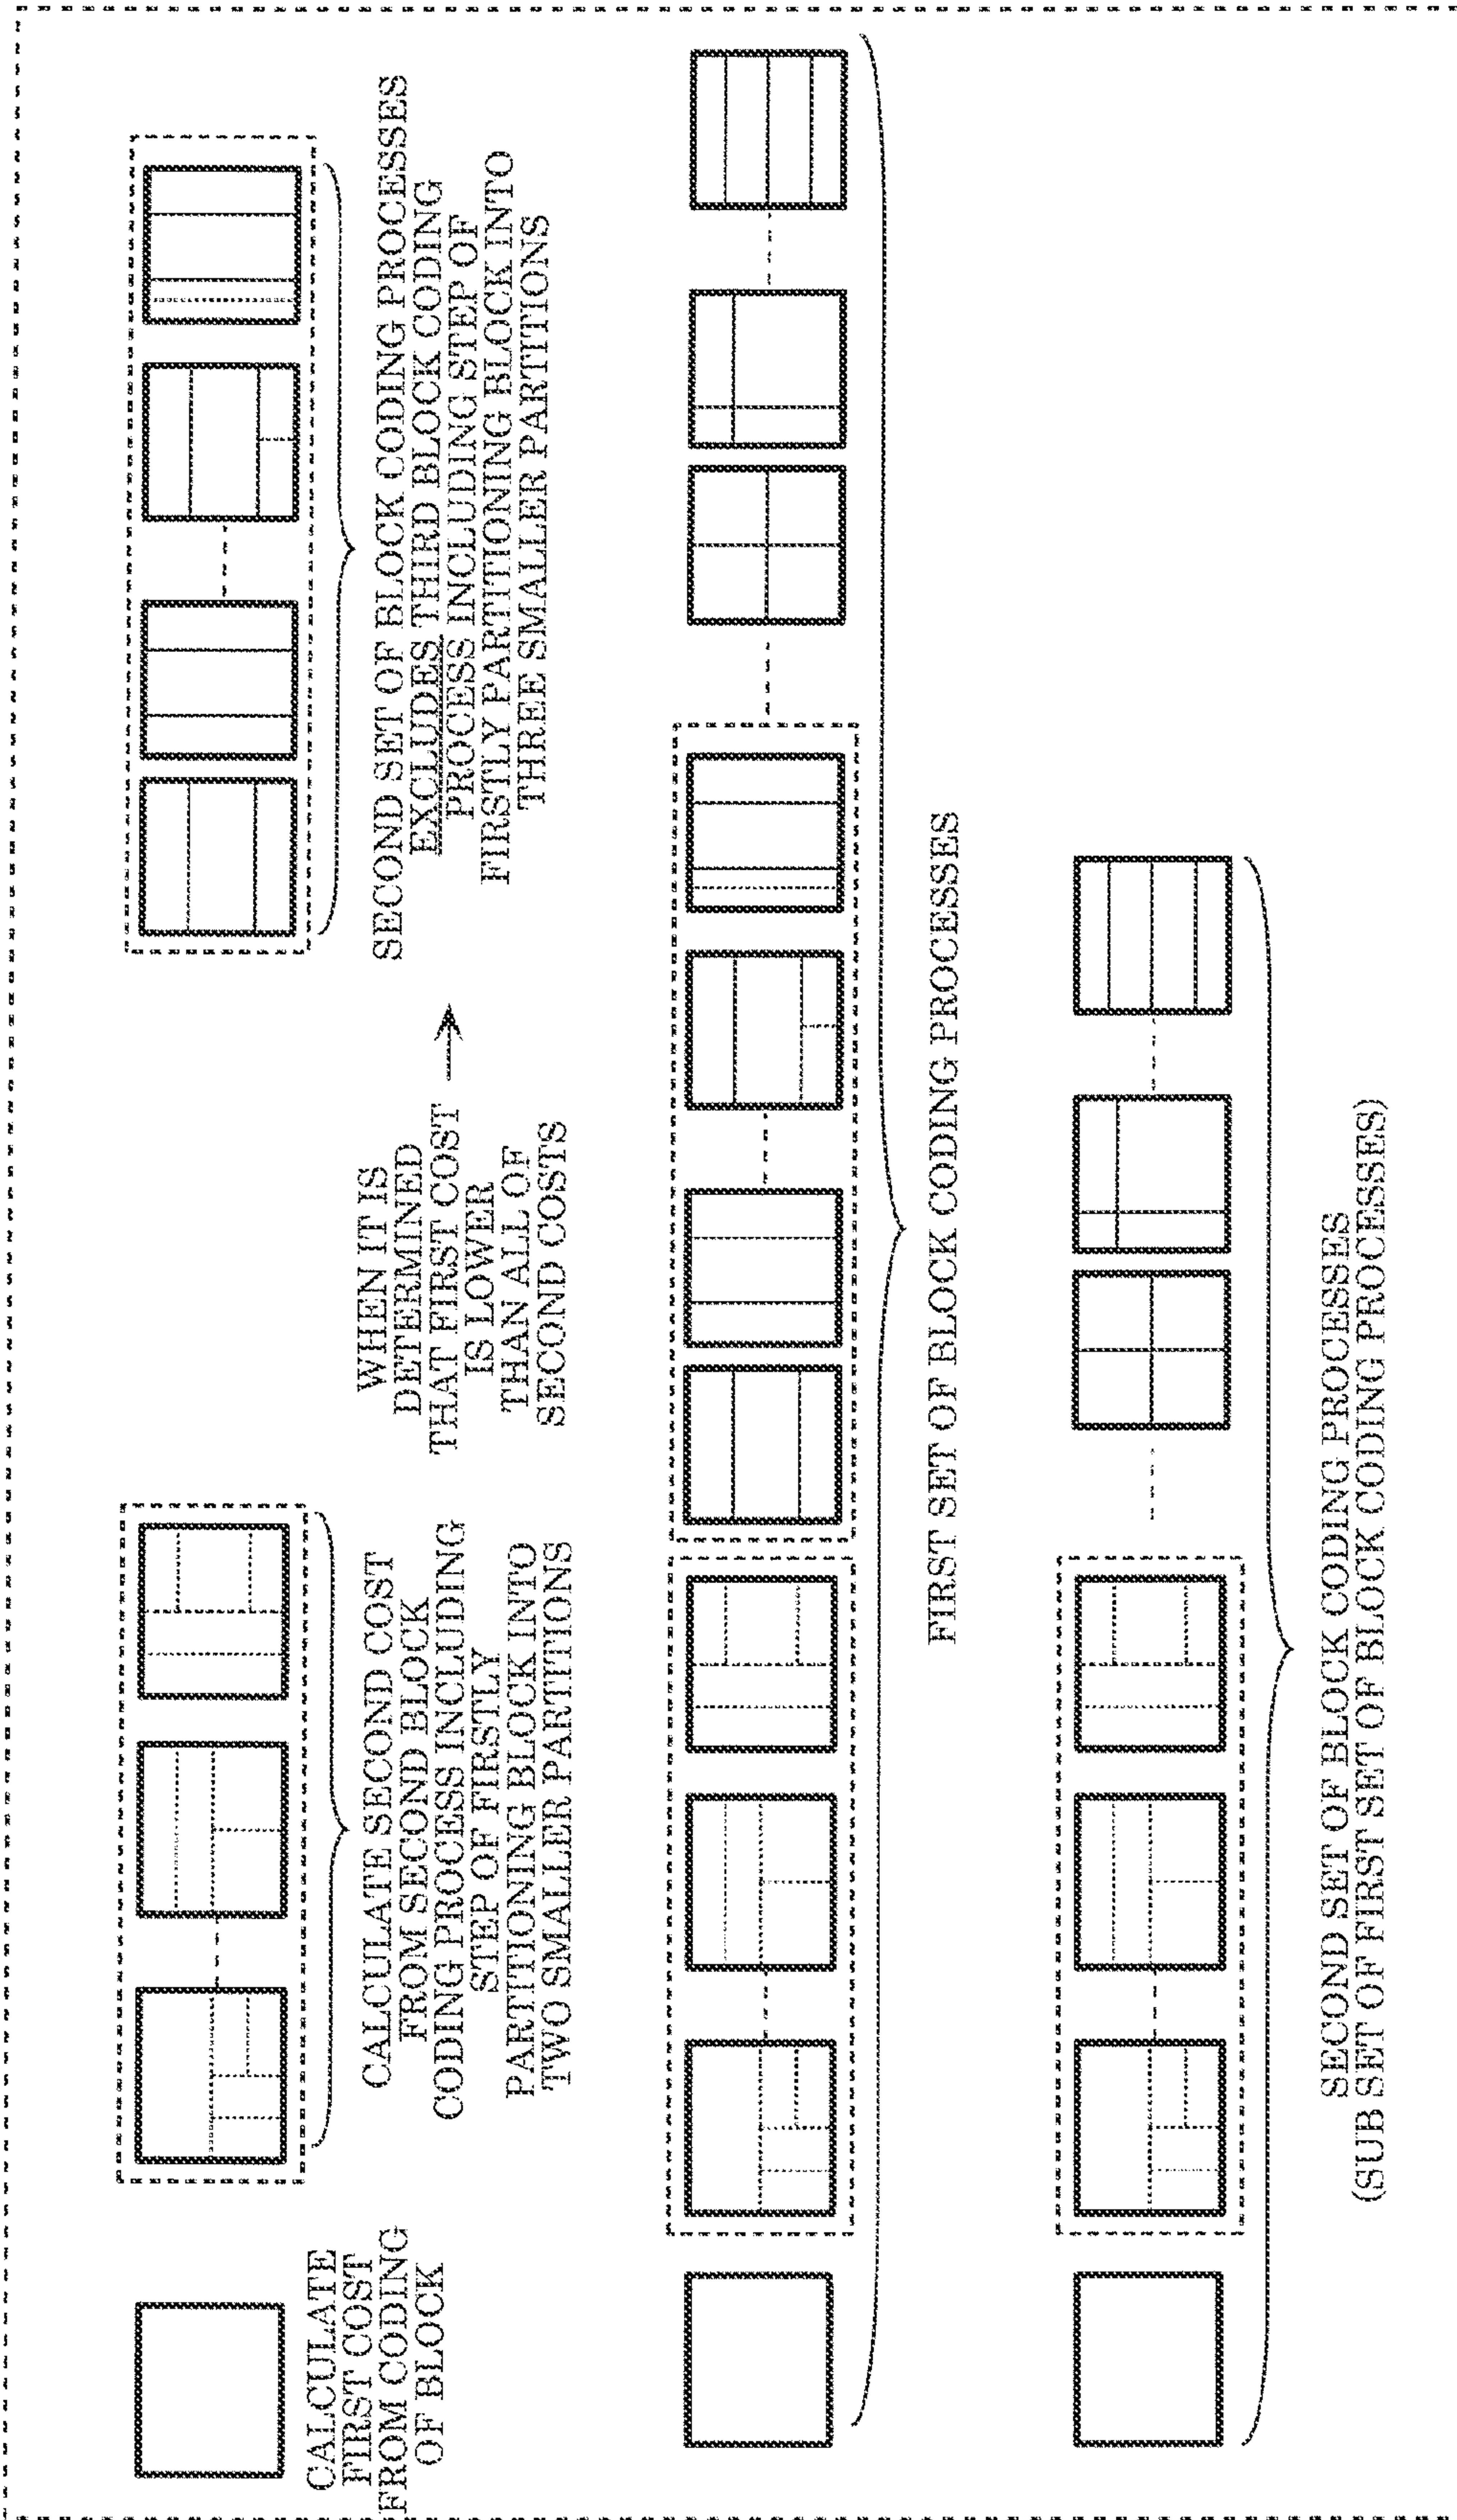 CALCULATE
FIRST COST
FROM CODING
OF BLOCK
CALCULATE SECOND COST
FROM SECOND BLOCK
CODING PROCESS INCLUDING
STEP OF FIRSTLY
PARTITIONING BLOCK INTO
TWO SMALLER PARTITIONS
WHEN IT IS
DETERMINED
THAT FIRST COST
IS LOWER
THAN ALL OF
SECOND COSTS
SECOND SET OF BLOCK CODING PROCESSES
EXCLUDES THIRD BLOCK CODING
PROCESS INCLUDING STEP OF
FIRSTLY PARTITIONING BLOCK INTO
THREE SMALLER PARTITIONS
FIRST SET OF BLOCK CODING PROCESSES
SECOND SET OF BLOCK CODING PROCESSES
(SUB SET OF FIRST SET OF BLOCK CODING PROCESSES)